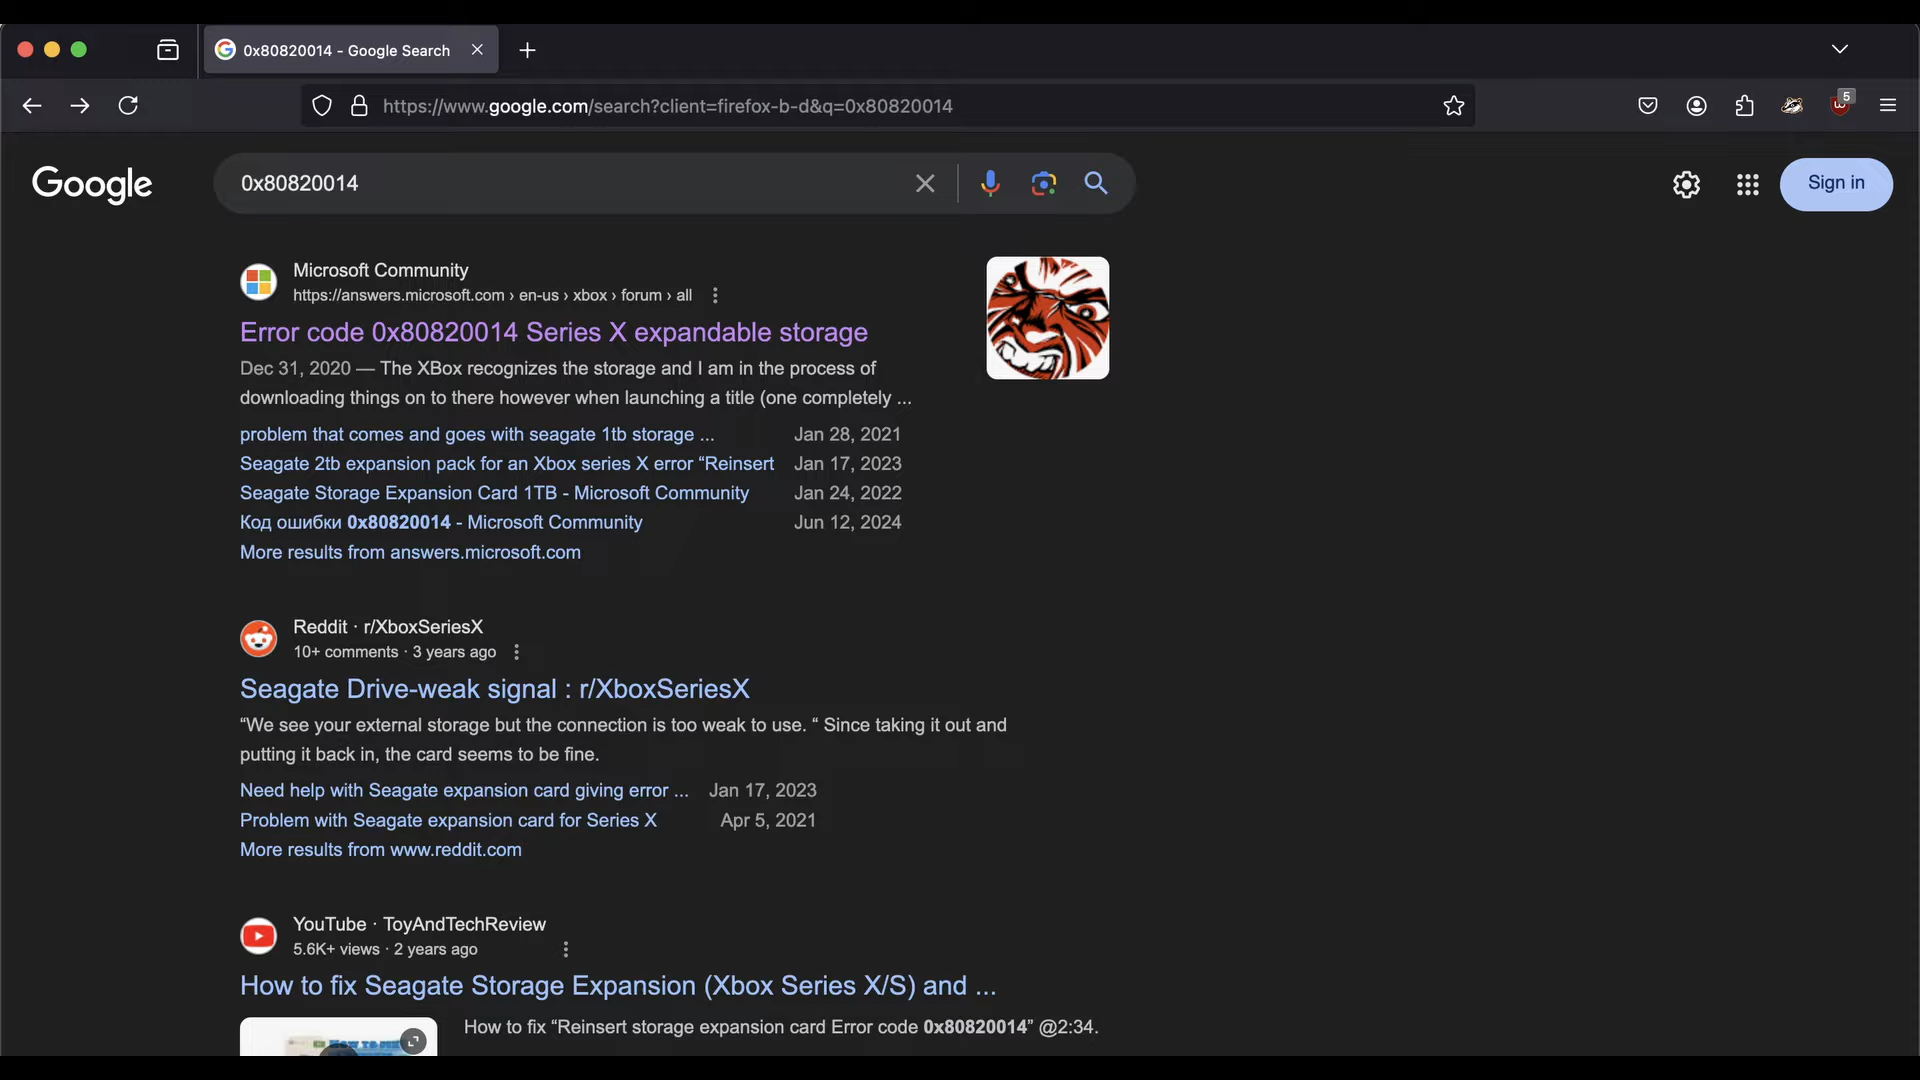 0x80820014 - Google Search
5
https://www.google.com/search?client=firefox-b-d&q=0x80820014
Google
0x80820014
Sign in
Microsoft Community
https://answers.microsoft.com › en-us › xbox › forum › all
Error code 0x80820014 Series X expandable storage
Dec 31, 2020 — The XBox recognizes the storage and I am in the process of
downloading things on to there however when launching a title (one completely ...
problem that comes and goes with seagate 1tb storage ... Jan 28, 2021
Seagate 2tb expansion pack for an Xbox series X error “Reinsert Jan 17, 2023
Seagate Storage Expansion Card 1TB - Microsoft Community Jan 24, 2022
Код ошибки 0x80820014 - Microsoft Community Jun 12, 2024
More results from answers.microsoft.com
Reddit · r/XboxSeriesX
10+ comments · 3 years ago
Seagate Drive-weak signal : r/XboxSeriesX
“We see your external storage but the connection is too weak to use. “ Since taking it out and
putting it back in, the card seems to be fine.
Need help with Seagate expansion card giving error ... Jan 17, 2023
Problem with Seagate expansion card for Series X Apr 5, 2021
More results from www.reddit.com
YouTube · ToyAndTechReview
5.6K+ views · 2 years ago
How to fix Seagate Storage Expansion (Xbox Series X/S) and ...
How to fix “Reinsert storage expansion card Error code 0x80820014” @2:34.